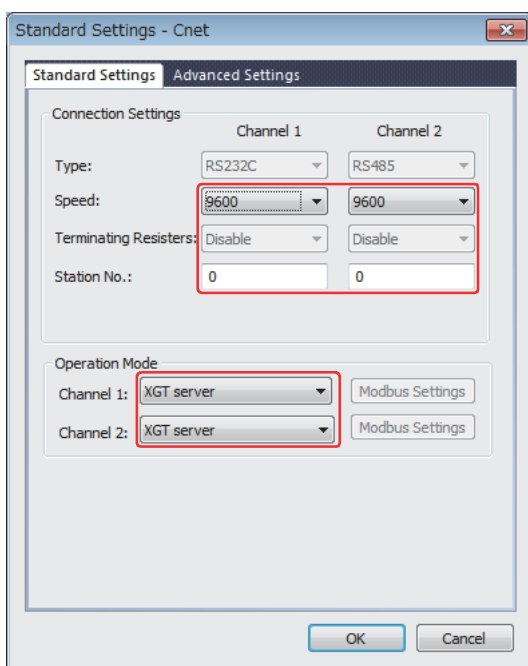 Standard Settings - Cnet
Standard Settings Advanced Settings
Connection Settings
Channel 1 Channel 2
Type: RS232C RS485
Speed: 9600 9600
Terminating Resisters: Disable Disable
Station No.: 0 0
Operation Mode
Channel 1: XGT server Modbus Settings
Channel 2: XGT server Modbus Settings
OK Cancel